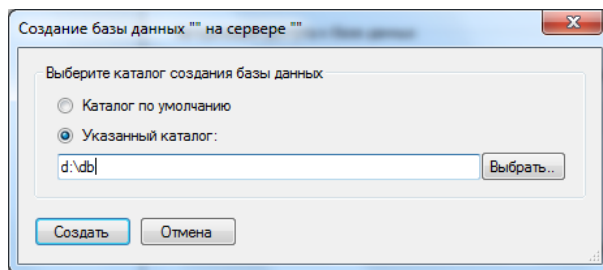 Создание базы данных "" на сервере ""
Выберите каталог создания базы данных
Каталог по умолчанию
Указанный каталог:
d:\db
Выбрать..
Создать
Отмена